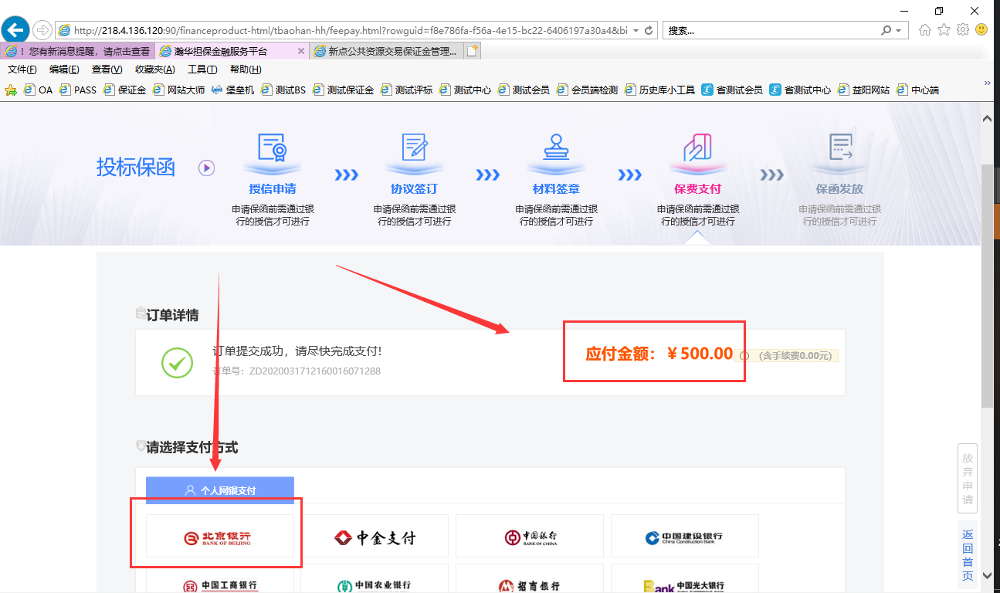 http://218.4.136.120:90/financeproduct-html/tbaohan-hh/feepay.html?rowguid=f8e786fa-f56a-4e15-bc22-6406197a30a4&bi
搜索...
！您有新消息提醒，请点击查看
瀚华担保金融服务平台
新点公共资源交易保证金管理...
文件(F) 编辑(E) 查看(V) 收藏夹(A) 工具(T) 帮助(H)
OA PASS 保证金 网站大师 堡垒机 测试BS 测试保证金 测试评标 测试中心 测试会员 会员端检测 历史库小工具 省测试会员 省测试中心 益阳网站 中心端
投标保函
授信申请 协议签订 材料签章 保费支付 保函发放
申请保函前需通过银 申请保函前需通过银 申请保函前需通过银 申请保函前需通过银 申请保函前需通过银
行的授信才可进行 行的授信才可进行 行的授信才可进行 行的授信才可进行 行的授信才可进行
订单详情
订单提交成功，请尽快完成支付!
订单号：ZD2020031712160016071288
应付金额：￥500.00
(含手续费0.00元)
请选择支付方式
个人网银支付
北京银行
BANK OF BEIJING
中金支付
中国银行
BANK OF CHINA
中国建设银行
China Construction Bank
中国工商银行
中国农业银行
招商银行
Bank 中国光大银行
放弃申请
返回首页